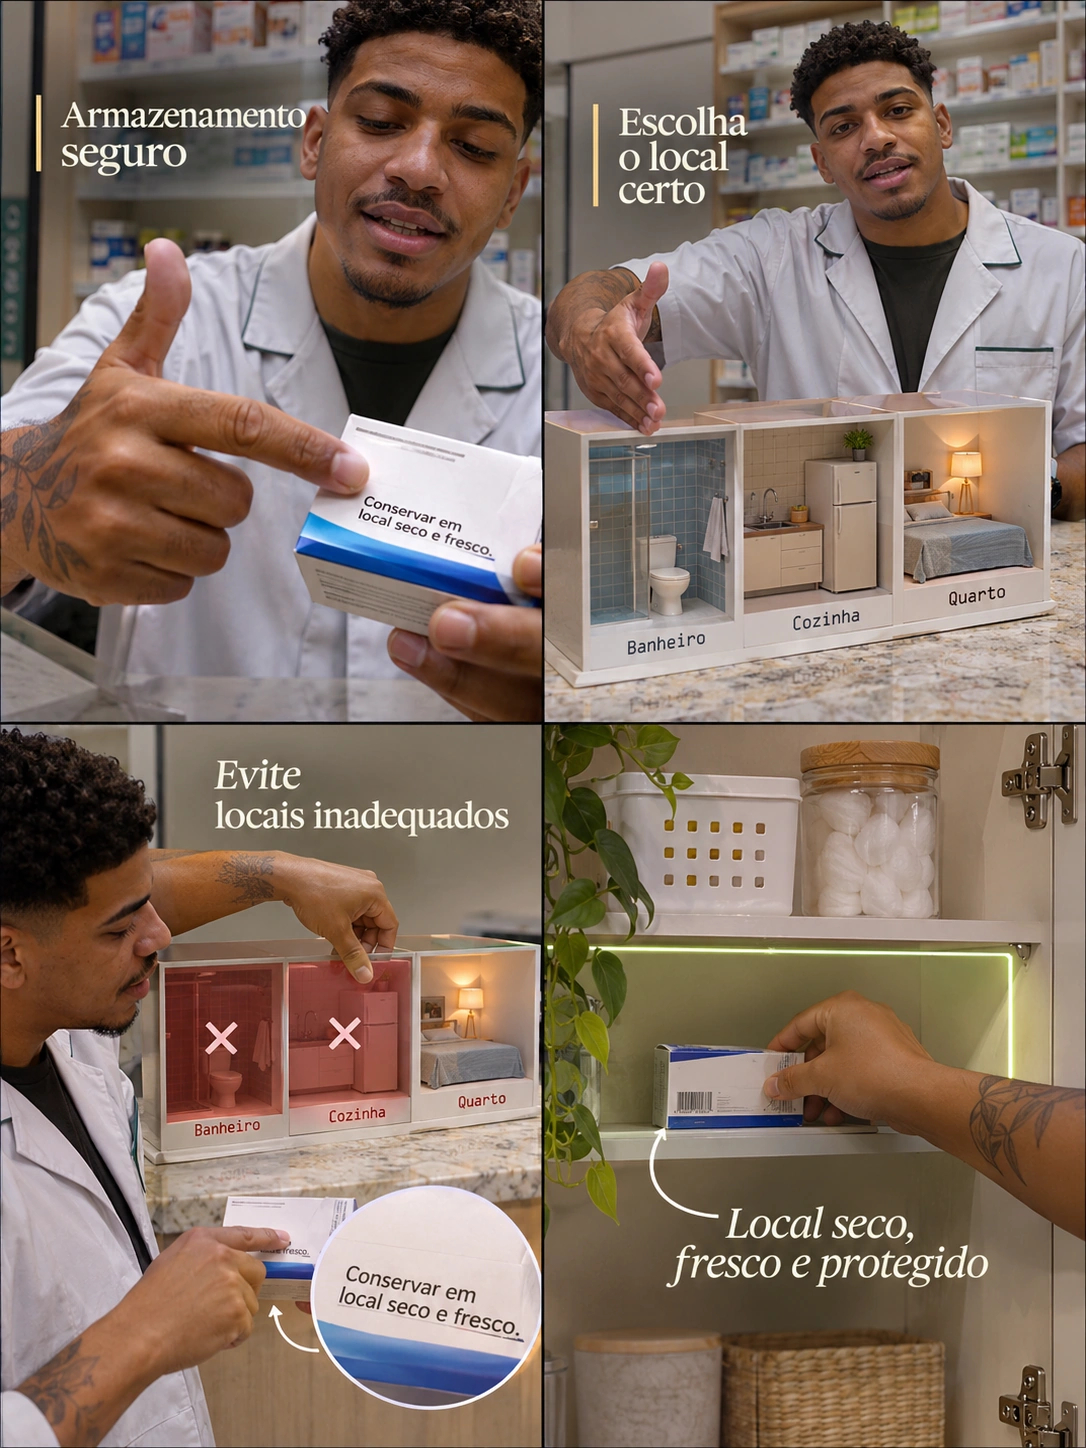 Armazenamento
seguro
Conservar em
local seco e fresco.
Escolha
o local
certo
Banheiro
Cozinha
Quarto
Evite
locais inadequados
Banheiro
Cozinha
Quarto
fresco.
Conservar em
local seco e fresco.
Local seco,
fresco e protegido